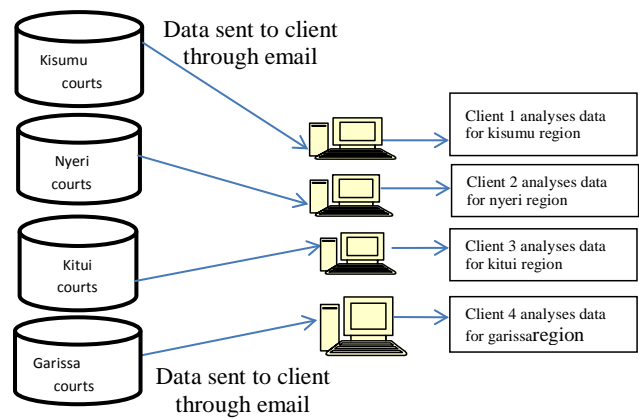 Data sent to client
through email
Kisumu
courts
Client 1 analyses data
for kisumu region
Nyeri
courts
Client 2 analyses data
for nyeri region
Kitui
courts
Client 3 analyses data
for kitui region
Garissa
courts
Client 4 analyses data
for garissaregion
Data sent to client
through email